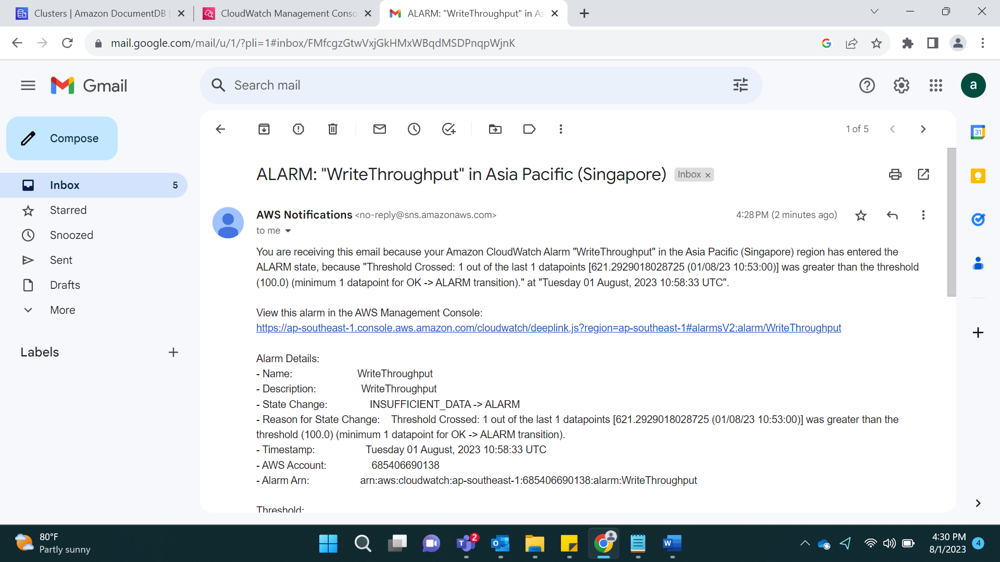 Clusters | Amazon DocumentDB
CloudWatch Management Conso
ALARM: "WriteThroughput" in As
mail.google.com/mail/u/1/?pli=1#inbox/FMfcgzGtwVxjGkHMxWBqdMSDPnqpWjnK
Gmail
Search mail
a
Compose
1 of 5
31
ALARM: "WriteThroughput" in Asia Pacific (Singapore)
Inbox ×
Inbox 5
Starred
Snoozed
Sent
Drafts
More
Labels
AWS Notifications <no-reply@sns.amazonaws.com>
4:28 PM (2 minutes ago)
to me
You are receiving this email because your Amazon CloudWatch Alarm "WriteThroughput" in the Asia Pacific (Singapore) region has entered the
ALARM state, because "Threshold Crossed: 1 out of the last 1 datapoints [621.2929018028725 (01/08/23 10:53:00)] was greater than the threshold
(100.0) (minimum 1 datapoint for OK -> ALARM transition)." at "Tuesday 01 August, 2023 10:58:33 UTC".
View this alarm in the AWS Management Console:
https://ap-southeast-1.console.aws.amazon.com/cloudwatch/deeplink.js?region=ap-southeast-1#alarmsV2:alarm/WriteThroughput
Alarm Details:
- Name: WriteThroughput
- Description: WriteThroughput
- State Change: INSUFFICIENT_DATA -> ALARM
- Reason for State Change: Threshold Crossed: 1 out of the last 1 datapoints [621.2929018028725 (01/08/23 10:53:00)] was greater than the
threshold (100.0) (minimum 1 datapoint for OK -> ALARM transition).
- Timestamp: Tuesday 01 August, 2023 10:58:33 UTC
- AWS Account: 685406690138
- Alarm Arn: arn:aws:cloudwatch:ap-southeast-1:685406690138:alarm:WriteThroughput
Threshold:
80°F
Partly sunny
2
4:30 PM
8/1/2023
4